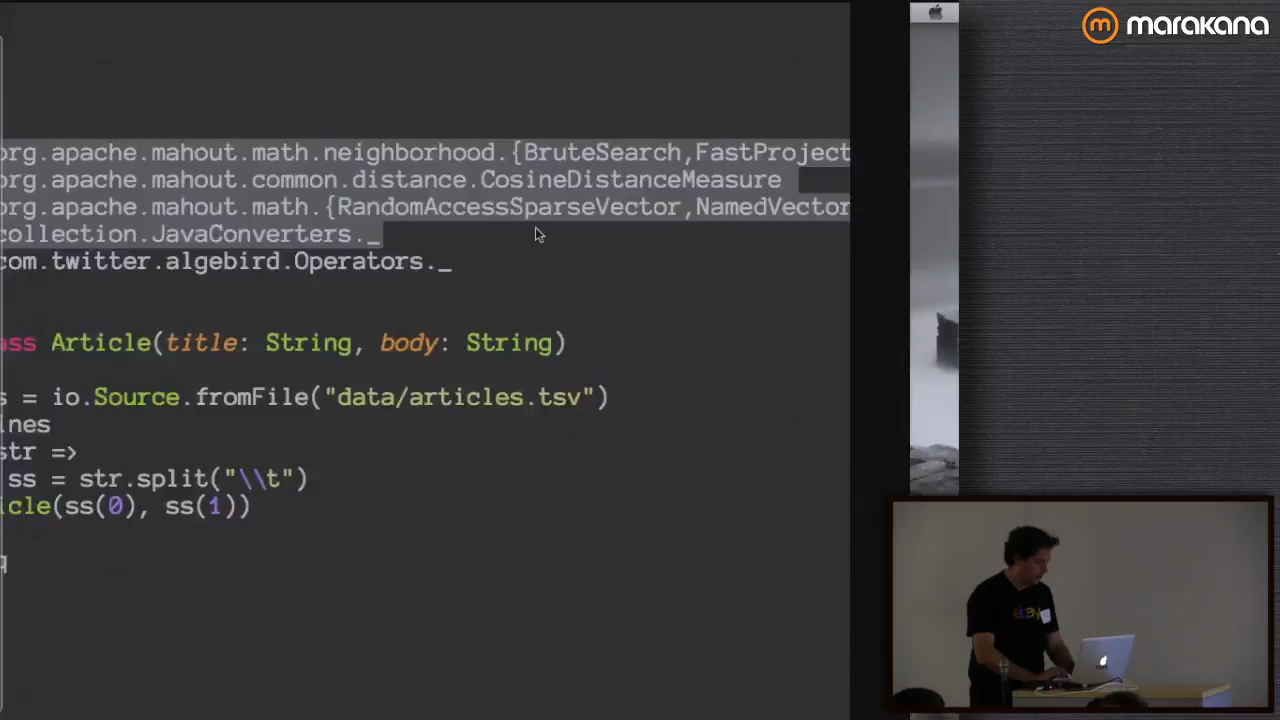 marakana
org.apache.mahout.math.neighborhood.{BruteSearch,FastProject
org.apache.mahout.common.distance.CosineDistanceMeasure
org.apache.mahout.math.{RandomAccessSparseVector,NamedVector
collection.JavaConverters._
com.twitter.algebird.Operators._
ass Article(title: String, body: String)
s = io.Source.fromFile("data/articles.tsv")
ines
str =>
ss = str.split("\\t")
icle(ss(0), ss(1))
q
ebay